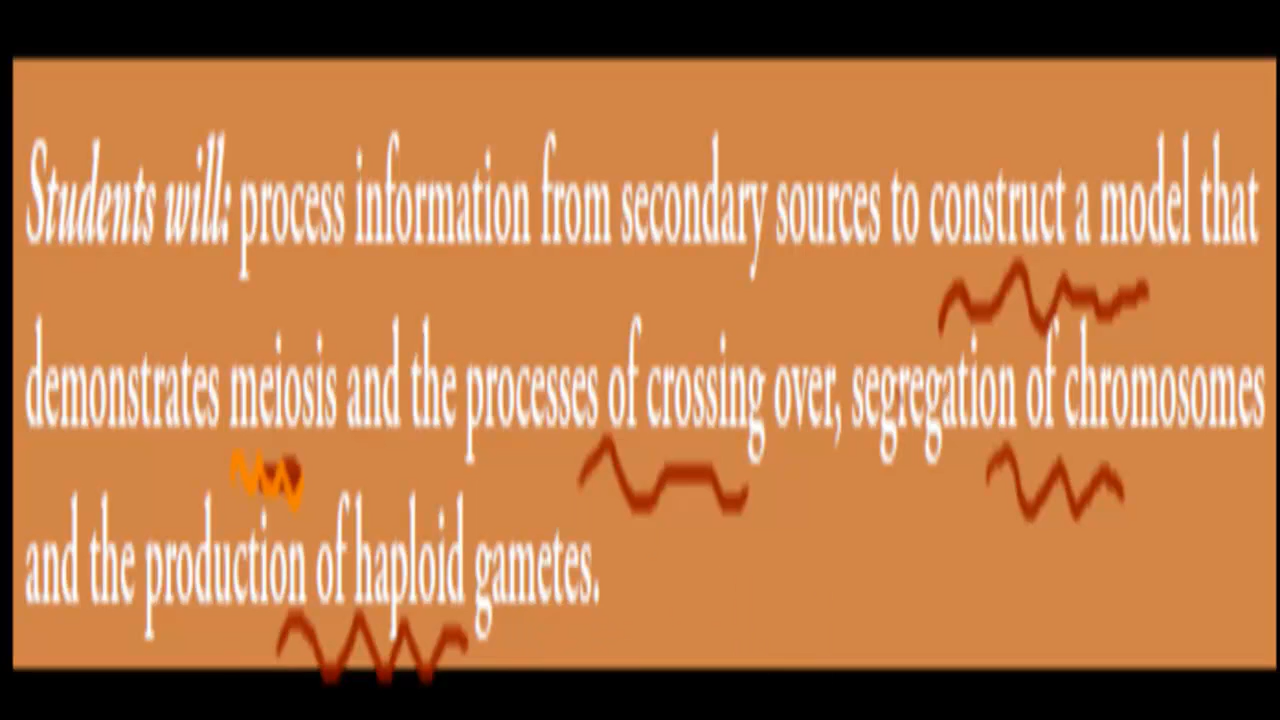 Students will: process information from secondary sources to construct a model that
demonstrates meiosis and the processes of crossing over, segregation of chromosomes
and the production of haploid gametes.